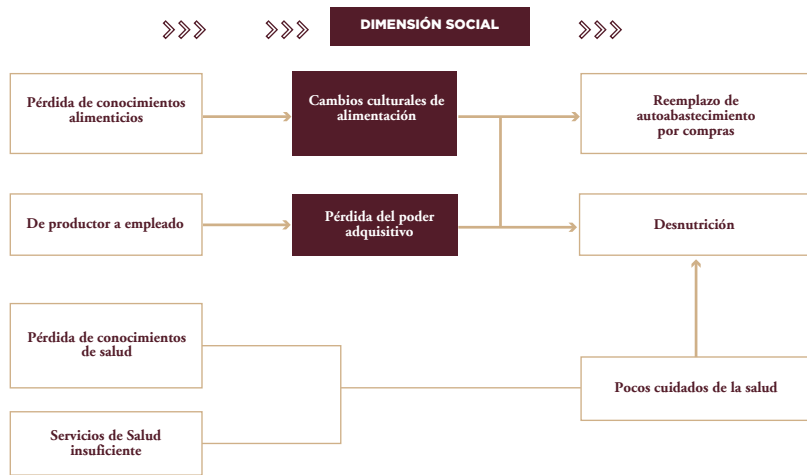 DIMENSIÓN SOCIAL
Pérdida de conocimientos
alimenticios
Cambios culturales de
alimentación
Reemplazo de
autoabastecimiento
por compras
De productor a empleado
Pérdida del poder
adquisitivo
Desnutrición
Pérdida de conocimientos
de salud
Pocos cuidados de la salud
Servicios de Salud
insuficiente